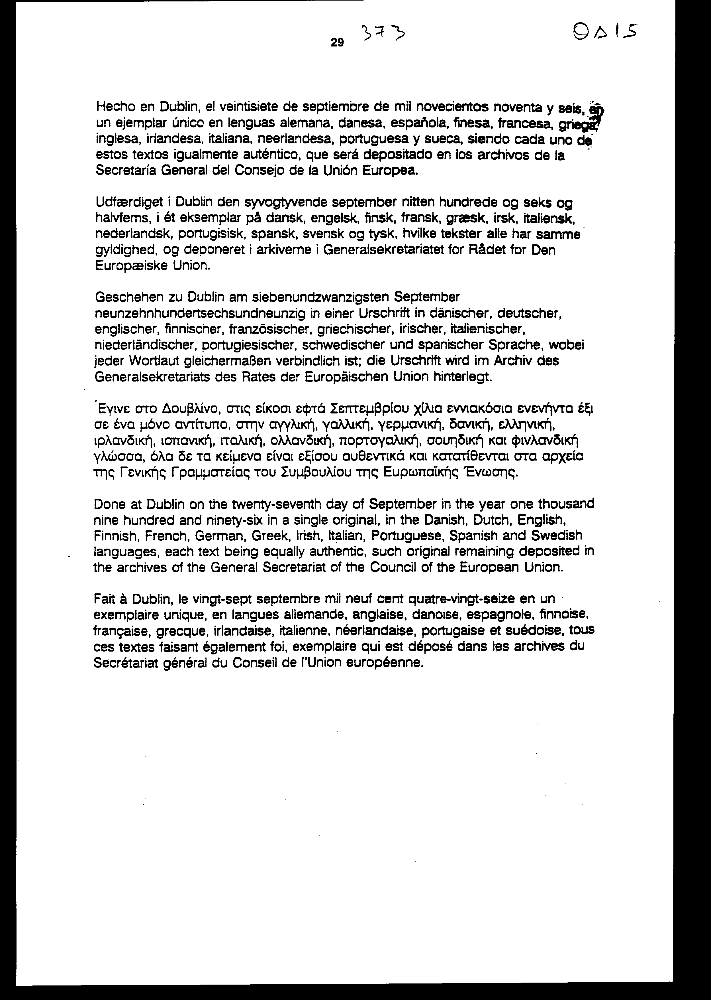 29
373
Hecho en Dublin, el veintisiete de septiembre de mil novecientos noventa y seis, en
un ejemplar único en lenguas alemana, danesa, española, finesa, francesa, griega,
inglesa, irlandesa, italiana, neerlandesa, portuguesa y sueca, siendo cada uno de
estos textos igualmente auténtico, que será depositado en los archivos de la
Secretaría General del Consejo de la Unión Europea.
Udfærdiget i Dublin den syvogtyvende september nitten hundrede og seks og
halvfems, i ét eksemplar på dansk, engelsk, finsk, fransk, græsk, irsk, italiensk,
nederlandsk, portugisisk, spansk, svensk og tysk, hvilke tekster alle har samme
gyldighed, og deponeret i arkiverne i Generalsekretariatet for Rådet for Den
Europæiske Union.
Geschehen zu Dublin am siebenundzwanzigsten September
neunzehnhundertsechsundneunzig in einer Urschrift in dänischer, deutscher,
englischer, finnischer, französischer, griechischer, irischer, italienischer,
niederländischer, portugiesischer, schwedischer und spanischer Sprache, wobei
jeder Wortlaut gleichermaßen verbindlich ist; die Urschrift wird im Archiv des
Generalsekretariats des Rates der Europäischen Union hinterlegt.
Έγινε στο Δουβλίνο, στις είκοσι εφτά Σεπτεμβρίου χίλια εννιακόσια ενενήντα έξι
σε ένα μόνο αντίτυπο, στην αγγλική, γαλλική, γερμανική, δανική, ελληνική,
ιρλανδική, ισπανική, ιταλική, ολλανδική, πορτογαλική, σουηδική και φινλανδική
γλώσσα, όλα δε τα κείμενα είναι εξίσου αυθεντικά και κατατίθενται στα αρχεία
της Γενικής Γραμματείας του Συμβουλίου της Ευρωπαϊκής Ένωσης.
Done at Dublin on the twenty-seventh day of September in the year one thousand
nine hundred and ninety-six in a single original, in the Danish, Dutch, English,
Finnish, French, German, Greek, Irish, Italian, Portuguese, Spanish and Swedish
languages, each text being equally authentic, such original remaining deposited in
the archives of the General Secretariat of the Council of the European Union.
Fait à Dublin, le vingt-sept septembre mil neuf cent quatre-vingt-seize en un
exemplaire unique, en langues allemande, anglaise, danoise, espagnole, finnoise,
française, grecque, irlandaise, italienne, néerlandaise, portugaise et suédoise, tous
ces textes faisant également foi, exemplaire qui est déposé dans les archives du
Secrétariat général du Conseil de l'Union européenne.